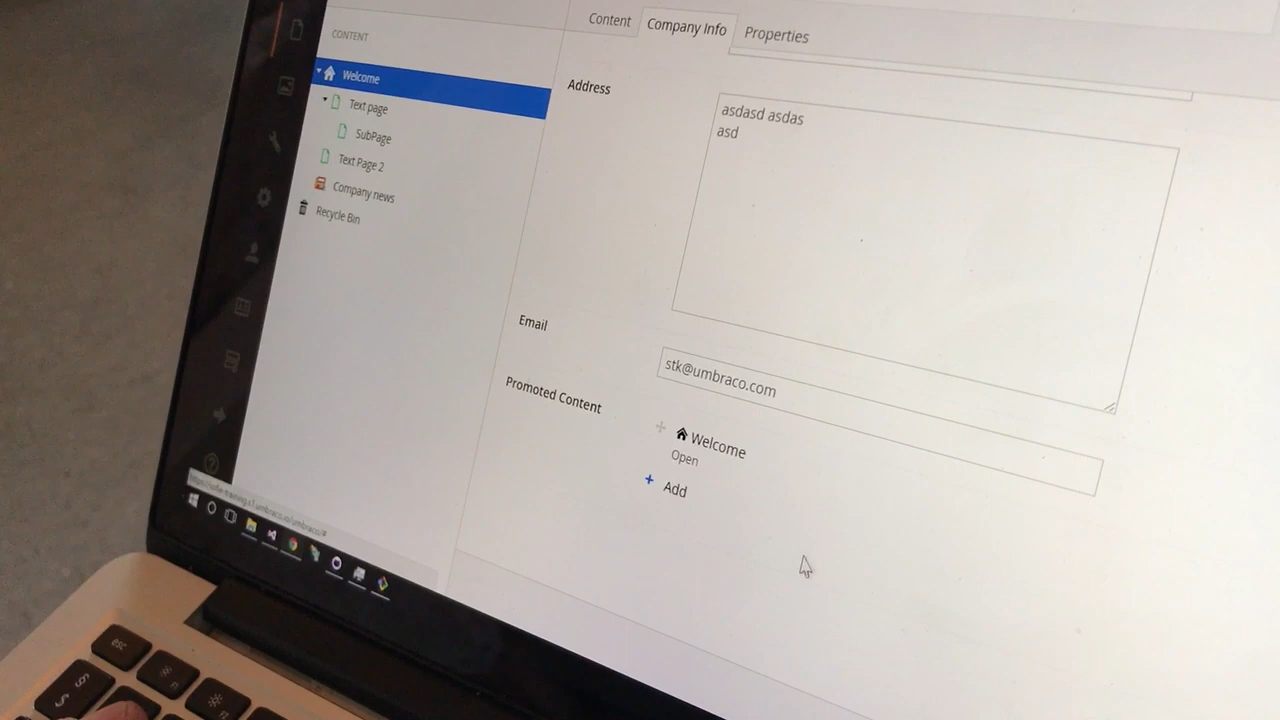 CONTENT
Welcome
Text page
SubPage
Text Page 2
Company news
Recycle Bin
Content
Company Info
Properties
Address
asdasd asdas
asd
Email
stk@umbraco.com
Promoted Content
Welcome
Open
Add
esc